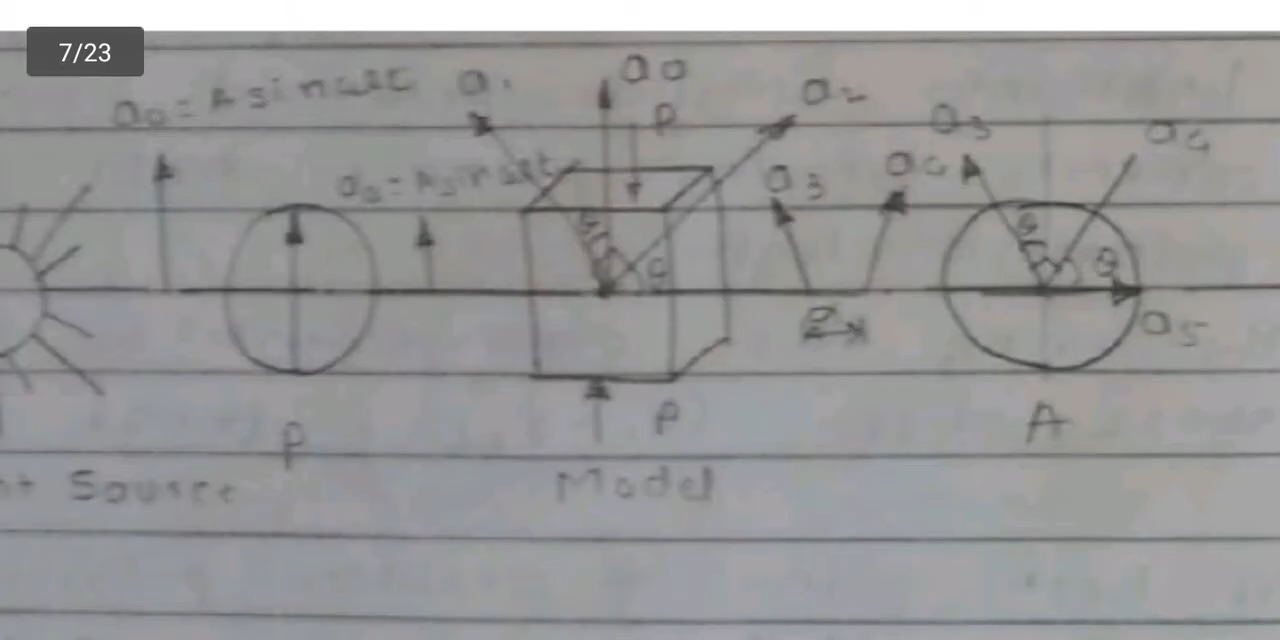 7/23
a₀ = A sin ωt
a₁
a₀
P
a₂
a₀ = A sin ωt
a₃
a₄
a₃
a₄
θ
θ
a₅
P
P
A
Source
Model